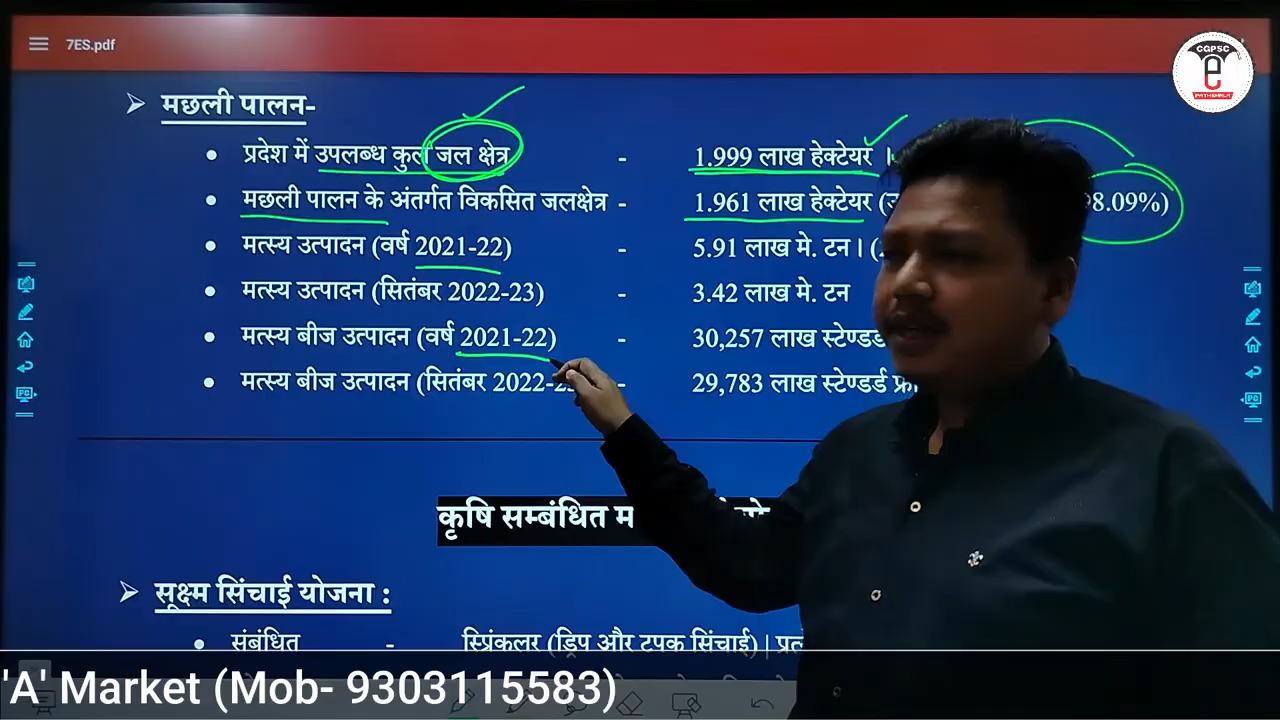 7ES.pdf
CGPSC
➢ मछली पालन-
• प्रदेश में उपलब्ध कुल जल क्षेत्र - 1.999 लाख हेक्टेयर ।
• मछली पालन के अंतर्गत विकसित जलक्षेत्र - 1.961 लाख हेक्टेयर ( 98.09%)
• मत्स्य उत्पादन (वर्ष 2021-22) - 5.91 लाख मे. टन । (
• मत्स्य उत्पादन (सितंबर 2022-23) - 3.42 लाख मे. टन
• मत्स्य बीज उत्पादन (वर्ष 2021-22) - 30,257 लाख स्टेण्डर्ड
• मत्स्य बीज उत्पादन (सितंबर 2022-2 - 29,783 लाख स्टेण्डर्ड
कृषि सम्बंधित
➢ सूक्ष्म सिंचाई योजना :
• संबंधित - स्प्रिंकलर (ड्रिप और टपक सिंचाई) |
'A' Market (Mob- 9303115583)